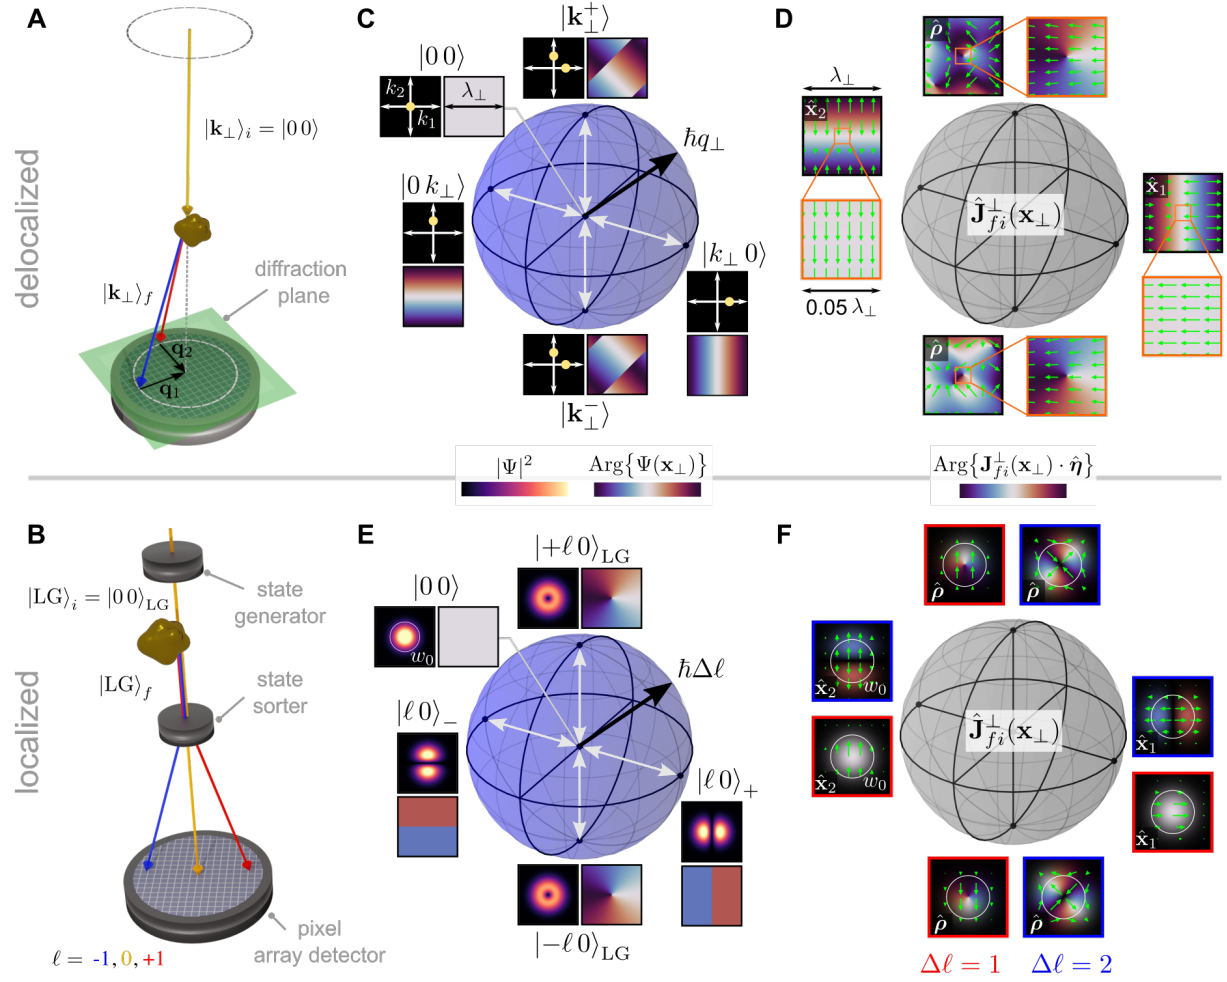 A
delocalized
|k⊥⟩i = |0 0⟩
|k⊥⟩f
diffraction
plane
q2
q1
C
|k⊥⁺⟩
|0 0⟩
k2
k1
λ⊥
ħq⊥
|0 k⊥⟩
|k⊥ 0⟩
|k⊥⁻⟩
D
ρ̂
λ⊥
x̂2
0.05 λ⊥
Ĵ⊥fi(x⊥)
x̂1
ρ̂
|Ψ|²
Arg{Ψ(x⊥)}
Arg{J⊥fi(x⊥) · η̂}
B
localized
|LG⟩i = |0 0⟩LG
state
generator
|LG⟩f
state
sorter
pixel
array detector
ℓ = -1, 0, +1
E
|+ℓ 0⟩LG
|0 0⟩
w0
ħΔℓ
|ℓ 0⟩−
|ℓ 0⟩+
|−ℓ 0⟩LG
F
ρ̂
ρ̂
x̂2
w0
x̂2
w0
Ĵ⊥fi(x⊥)
x̂1
x̂1
ρ̂
ρ̂
Δℓ = 1
Δℓ = 2